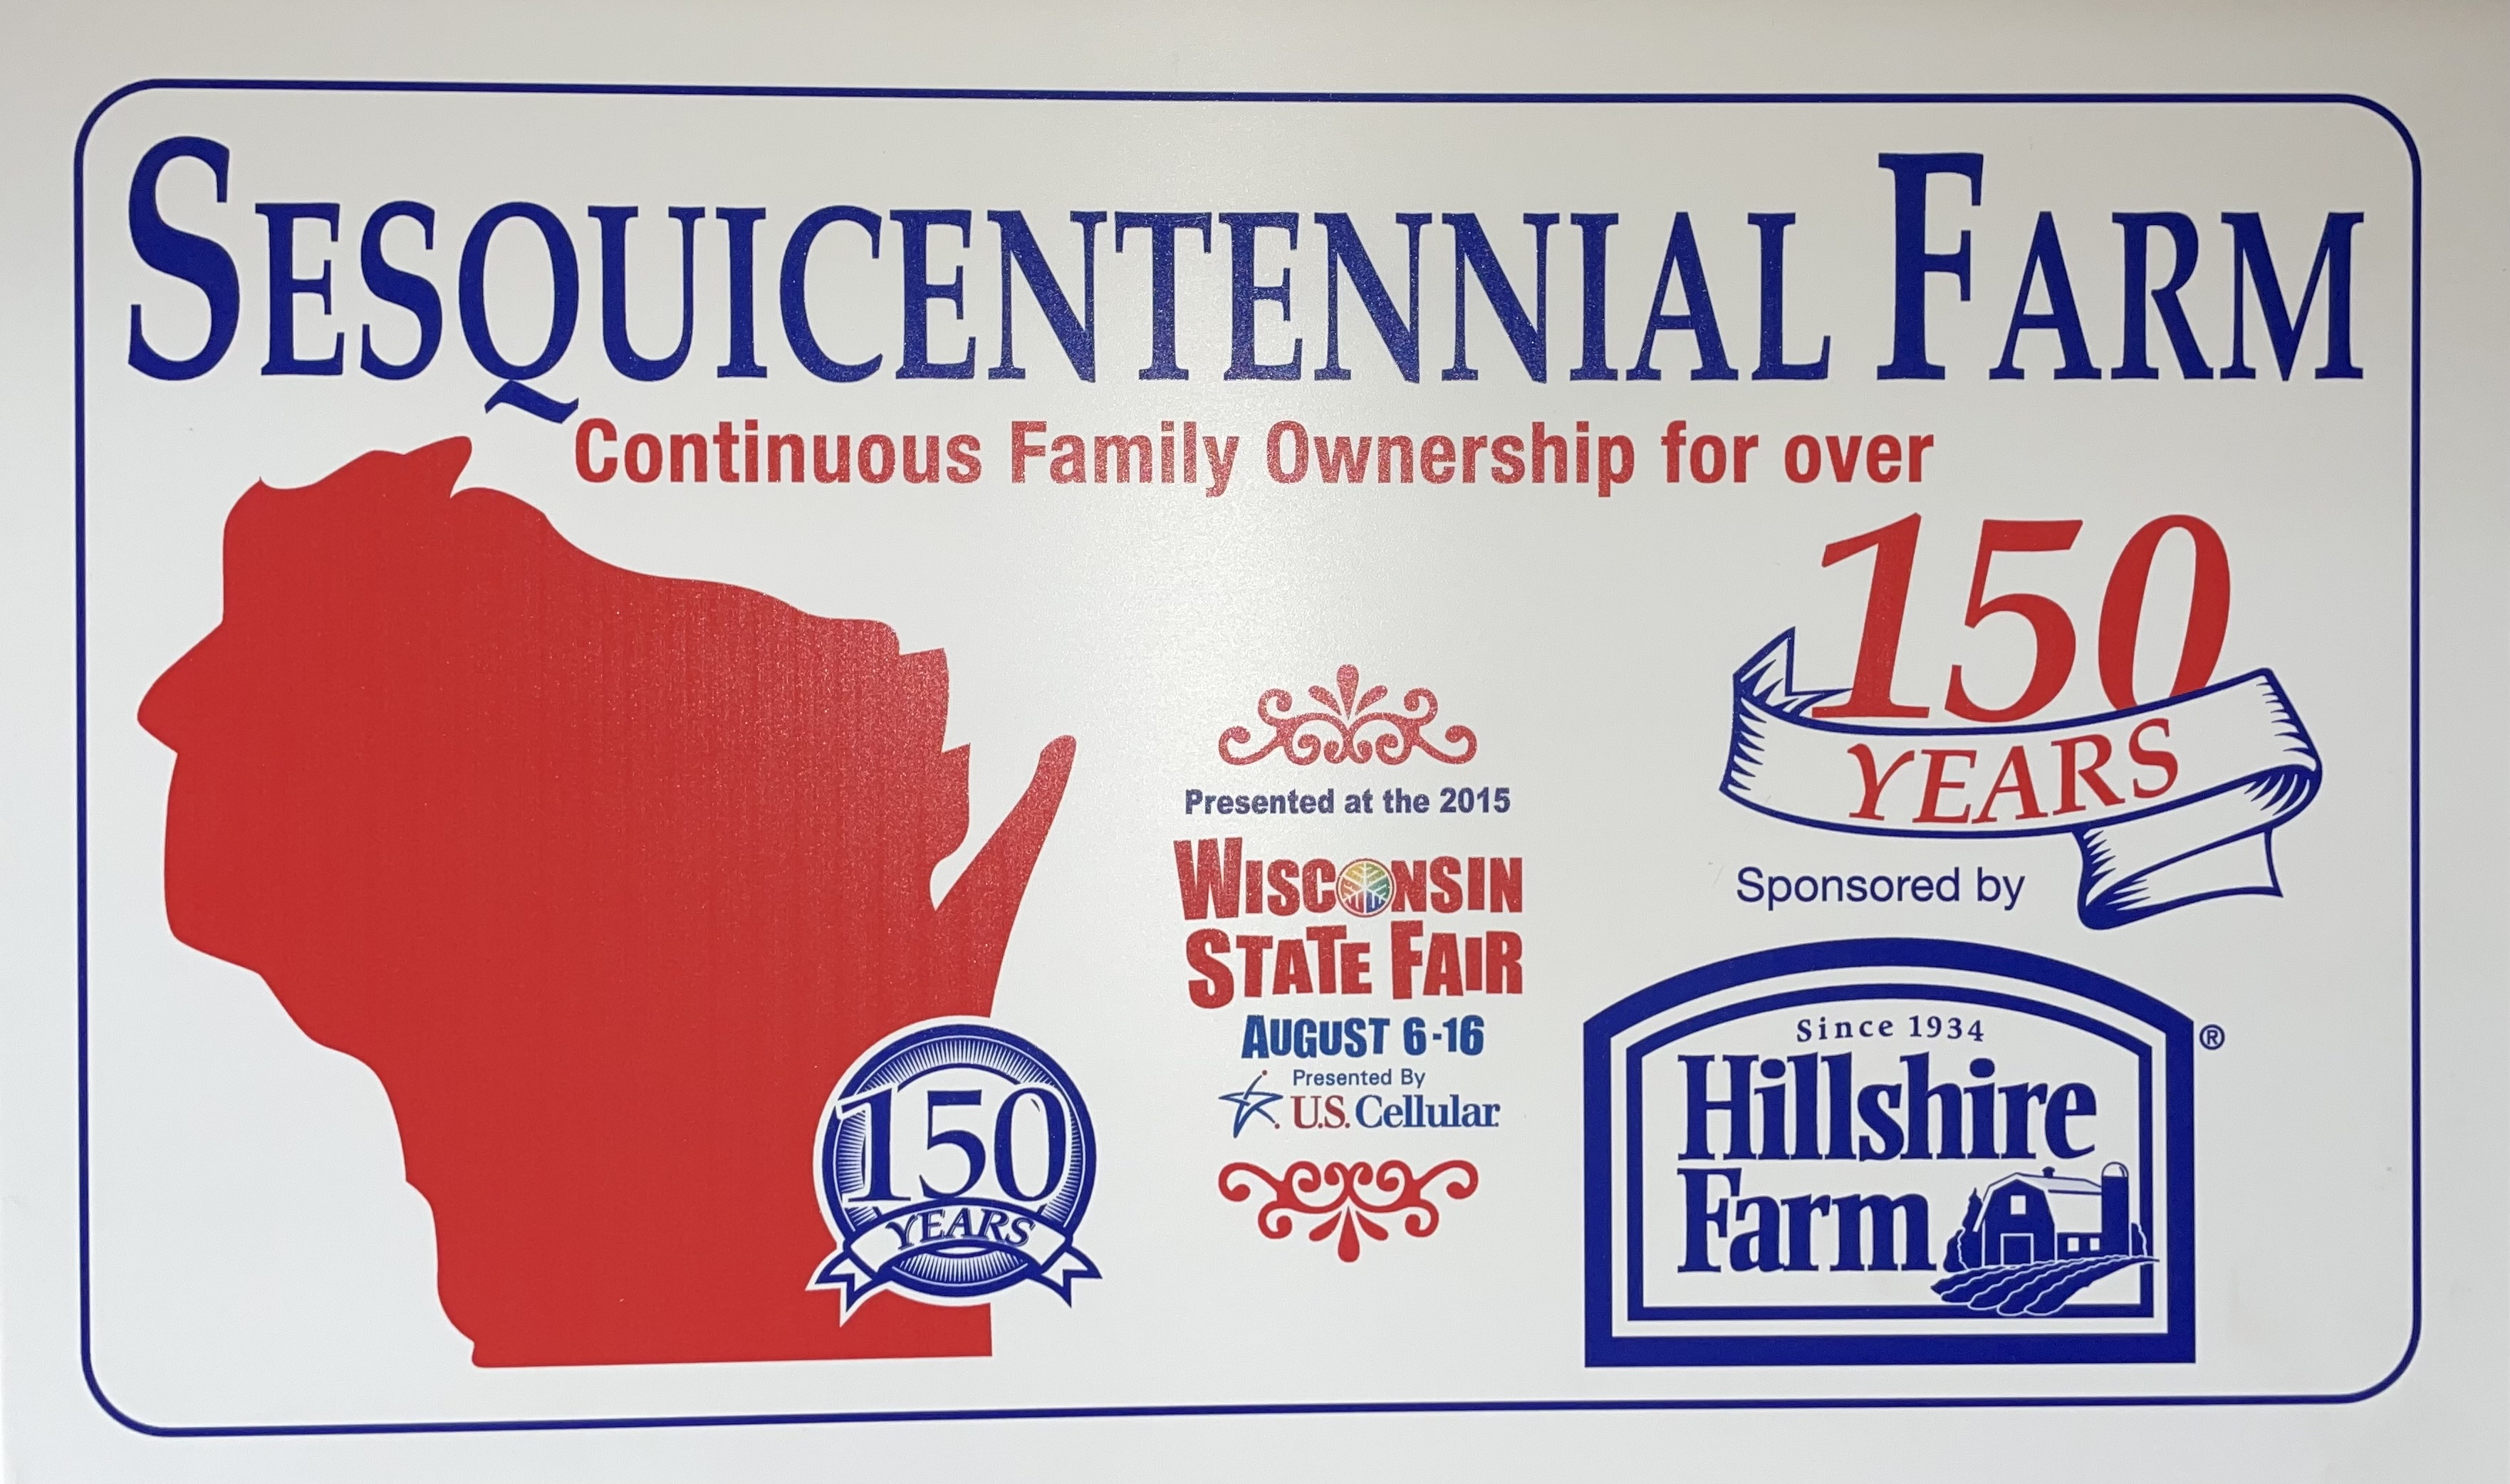 SESQUICENTENNIAL FARM
Continuous Family Ownership for over
150
YEARS
Presented at the 2015
WISCONSIN
STATE FAIR
AUGUST 6-16
Presented By
U.S. Cellular
150
YEARS
Sponsored by
Since 1934
Hillshire
Farm
®